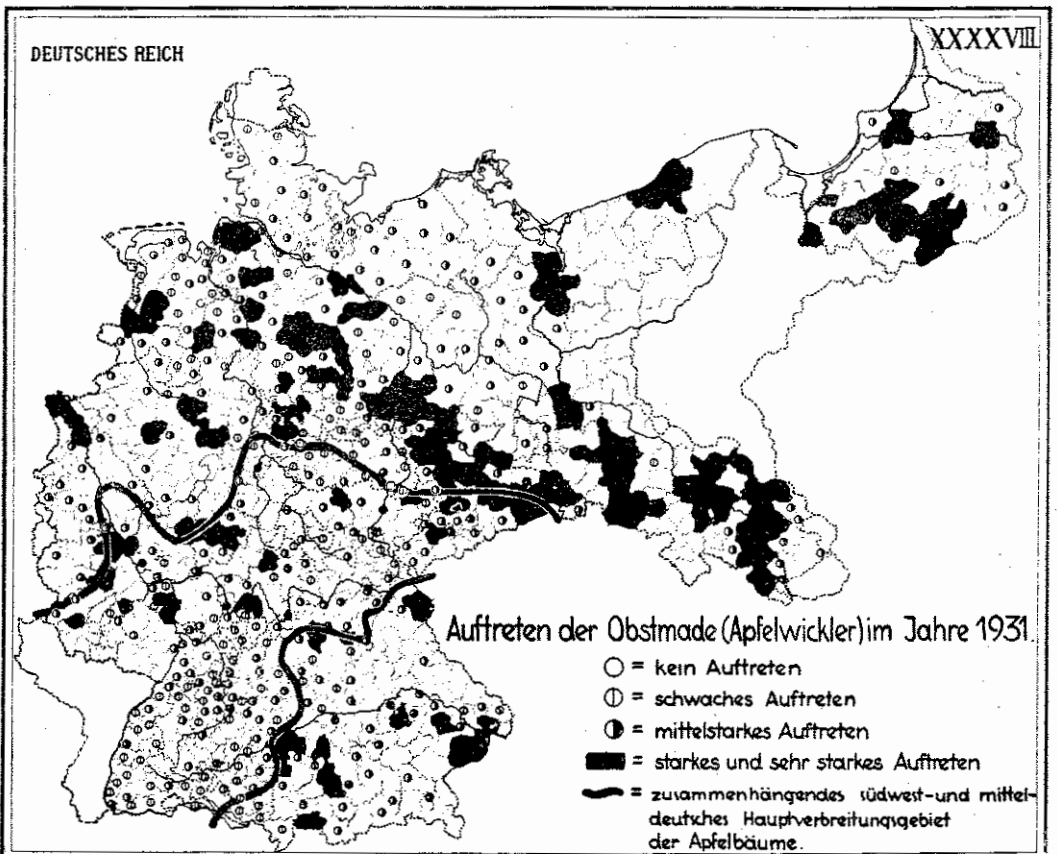 DEUTSCHES REICH
XXXXVIII
Auftreten der Obstmade (Apfelwickler) im Jahre 1931.
= kein Auftreten
= schwaches Auftreten
= mittelstarkes Auftreten
= starkes und sehr starkes Auftreten
= zusammenhängendes südwest-und mittel-
deutsches Hauptverbreitungsgebiet
der Apfelbäume.